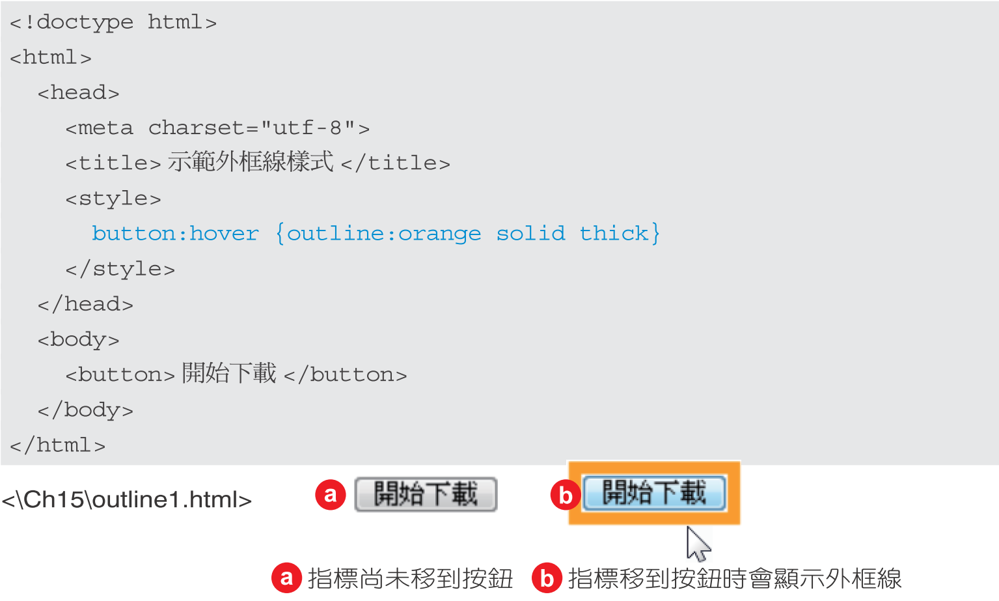 <!doctype html>
<html>
  <head>
    <meta charset="utf-8">
    <title> 示範外框線樣式 </title>
    <style>
      button:hover {outline:orange solid thick}
    </style>
  </head>
  <body>
    <button> 開始下載 </button>
  </body>
</html>
<\Ch15\outline1.html> a 開始下載 b 開始下載
a 指標尚未移到按鈕 b 指標移到按鈕時會顯示外框線